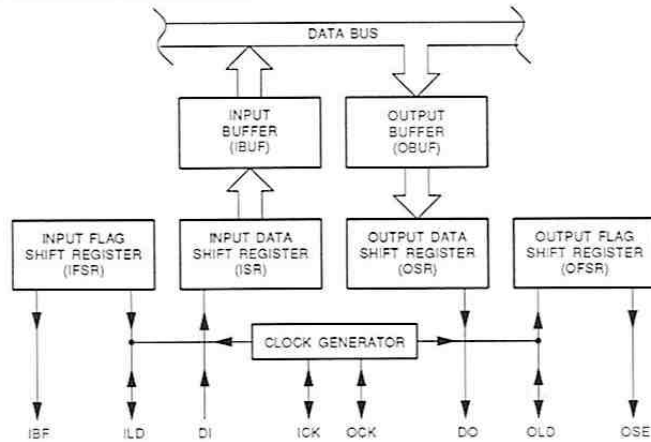 DATA BUS
INPUT
BUFFER
(IBUF)
OUTPUT
BUFFER
(OBUF)
INPUT FLAG
SHIFT REGISTER
(IFSR)
INPUT DATA
SHIFT REGISTER
(ISR)
OUTPUT DATA
SHIFT REGISTER
(OSR)
OUTPUT FLAG
SHIFT REGISTER
(OFSR)
CLOCK GENERATOR
IBF ILD DI ICK OCK DO OLD OSE